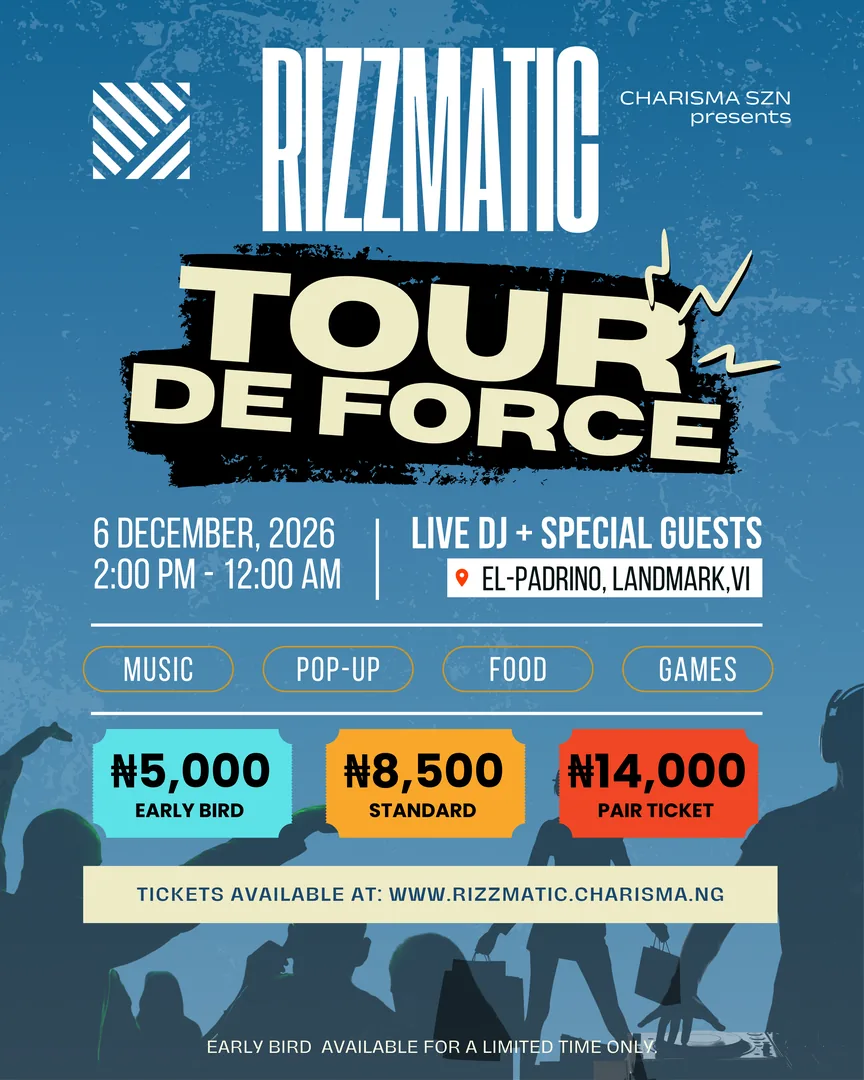 RIZZMATIC
CHARISMA SZN
presents
TOUR
DE FORCE
6 DECEMBER, 2026
2:00 PM - 12:00 AM
LIVE DJ + SPECIAL GUESTS
EL-PADRINO, LANDMARK,VI
MUSIC
POP-UP
FOOD
GAMES
₦5,000
EARLY BIRD
₦8,500
STANDARD
₦14,000
PAIR TICKET
TICKETS AVAILABLE AT: WWW.RIZZMATIC.CHARISMA.NG
EARLY BIRD AVAILABLE FOR A LIMITED TIME ONLY.